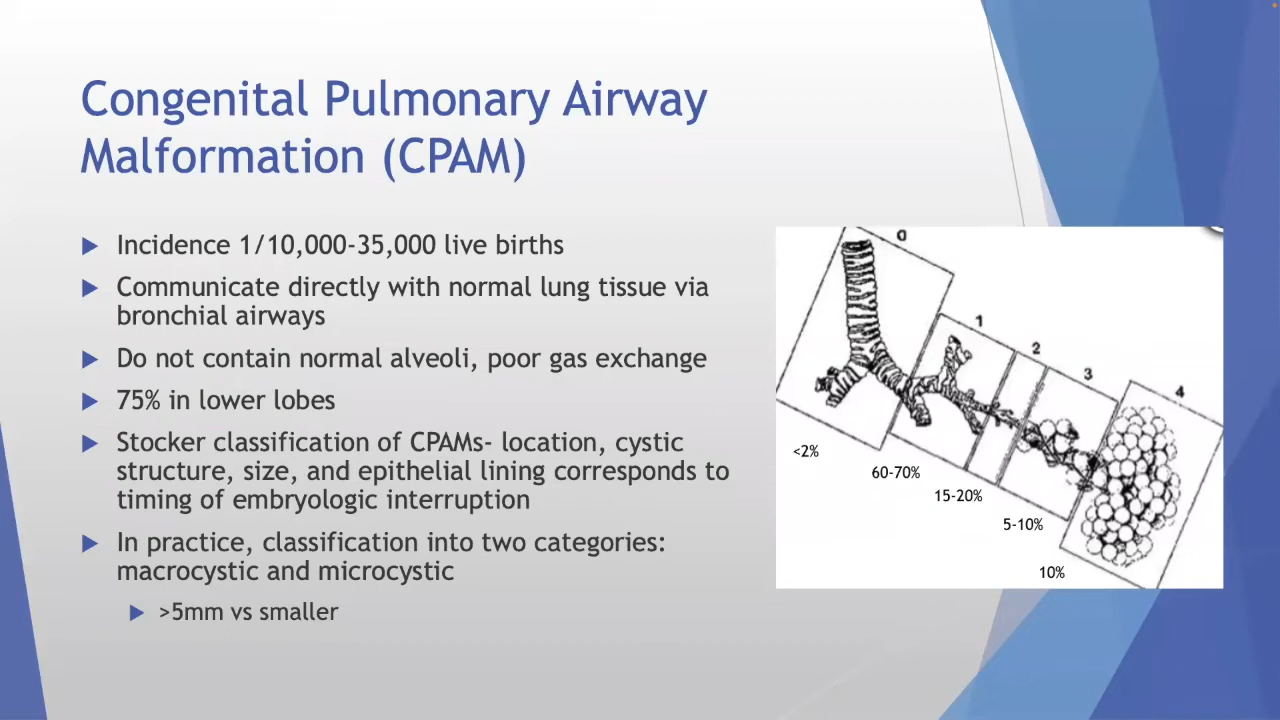 Congenital Pulmonary Airway
Malformation (CPAM)
Incidence 1/10,000-35,000 live births
Communicate directly with normal lung tissue via
bronchial airways
Do not contain normal alveoli, poor gas exchange
75% in lower lobes
Stocker classification of CPAMs- location, cystic
structure, size, and epithelial lining corresponds to
timing of embryologic interruption
In practice, classification into two categories:
macrocystic and microcystic
>5mm vs smaller
0
1
2
3
4
<2%
60-70%
15-20%
5-10%
10%